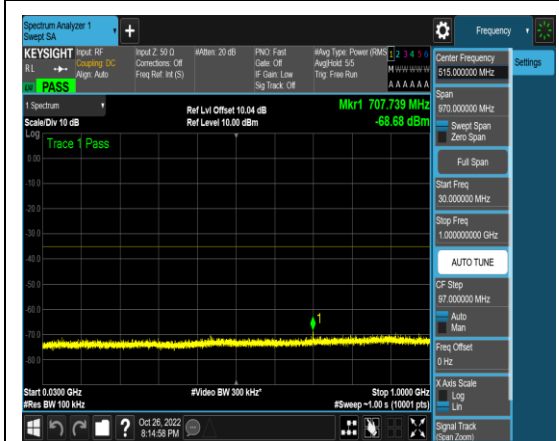 Spectrum Analyzer 1
Swept SA
+
Frequency
KEYSIGHT
RL
PASS
Input: RF
Coupling: DC
Align: Auto
Input Z: 50 Ω
Corrections: Off
Freq Ref: Int (S)
#Atten: 20 dB
PNO: Fast
Gate: Off
IF Gain: Low
Sig Track: Off
#Avg Type: Power (RMS
Avg|Hold: 5/5
Trig: Free Run
1 2 3 4 5 6
M W W W W W
A A A A A A
1 Spectrum
Scale/Div 10 dB
Ref Lvl Offset 10.04 dB
Ref Level 10.00 dBm
Mkr1 707.739 MHz
-68.68 dBm
Log
Trace 1 Pass
0.00
-10.0
-20.0
-30.0
-40.0
-50.0
-60.0
-70.0
-80.0
1
Start 0.0300 GHz
#Res BW 100 kHz
#Video BW 300 kHz*
Stop 1.0000 GHz
#Sweep ~1.00 s (10001 pts)
Center Frequency
515.000000 MHz
Settings
Span
970.000000 MHz
Swept Span
Zero Span
Full Span
Start Freq
30.000000 MHz
Stop Freq
1.000000000 GHz
AUTO TUNE
CF Step
97.000000 MHz
Auto
Man
Freq Offset
0 Hz
X Axis Scale
Log
Lin
Signal Track
(Span Zoom)
?
Oct 26, 2022
8:14:58 PM